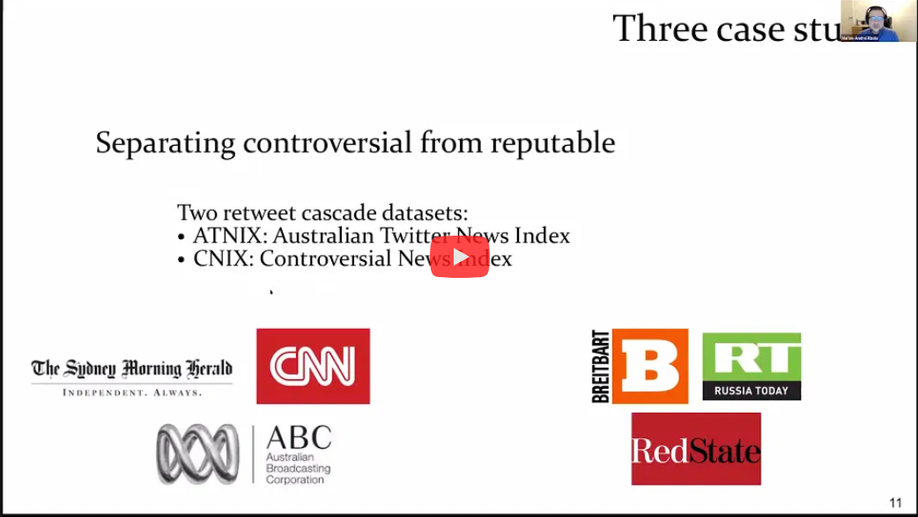 Three case stu
Separating controversial from reputable
Two retweet cascade datasets:
• ATNIX: Australian Twitter News Index
• CNIX: Controversial News Index
The Sydney Morning Herald
INDEPENDENT. ALWAYS.
CNN
ABC
Australian
Broadcasting
Corporation
BREITBART
B
RT
RUSSIA TODAY
RedState
11